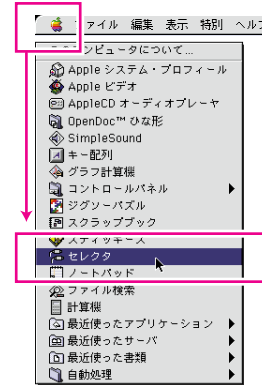 ァイル 編集 表示 特別 ヘル
コンピュータについて...
Apple システム・プロフィール
Apple ビデオ
AppleCD オーディオプレーヤ
OpenDoc™ ひな形
SimpleSound
キー配列
グラフ計算機
コントロールパネル
ジグソーパズル
スクラップブック
スティッキーズ
セレクタ
ノートパッド
ファイル検索
計算機
最近使ったアプリケーション
最近使ったサーバ
最近使った書類
自動処理